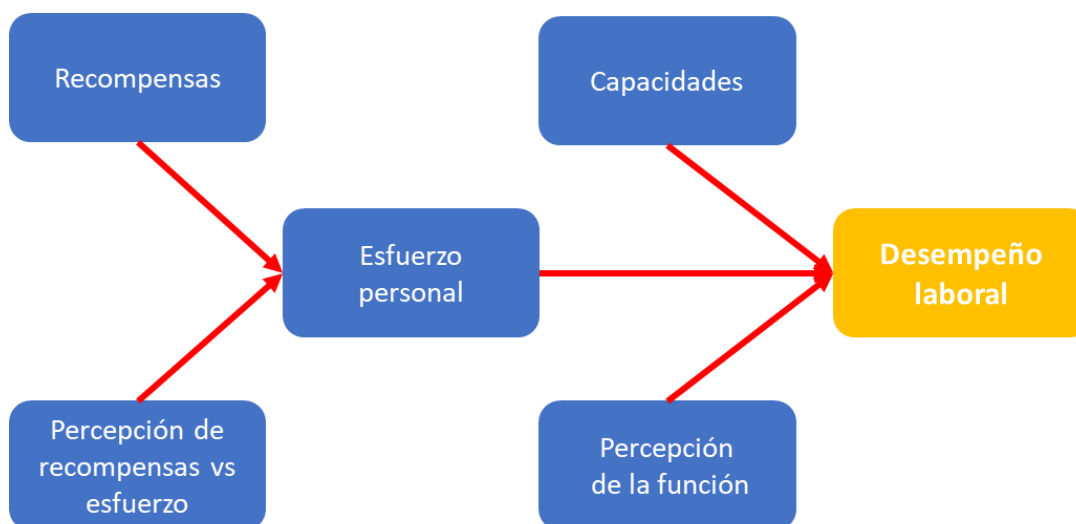 Recompensas
Capacidades
Esfuerzo
personal
Desempeño
laboral
Percepción de
recompensas vs
esfuerzo
Percepción
de la función